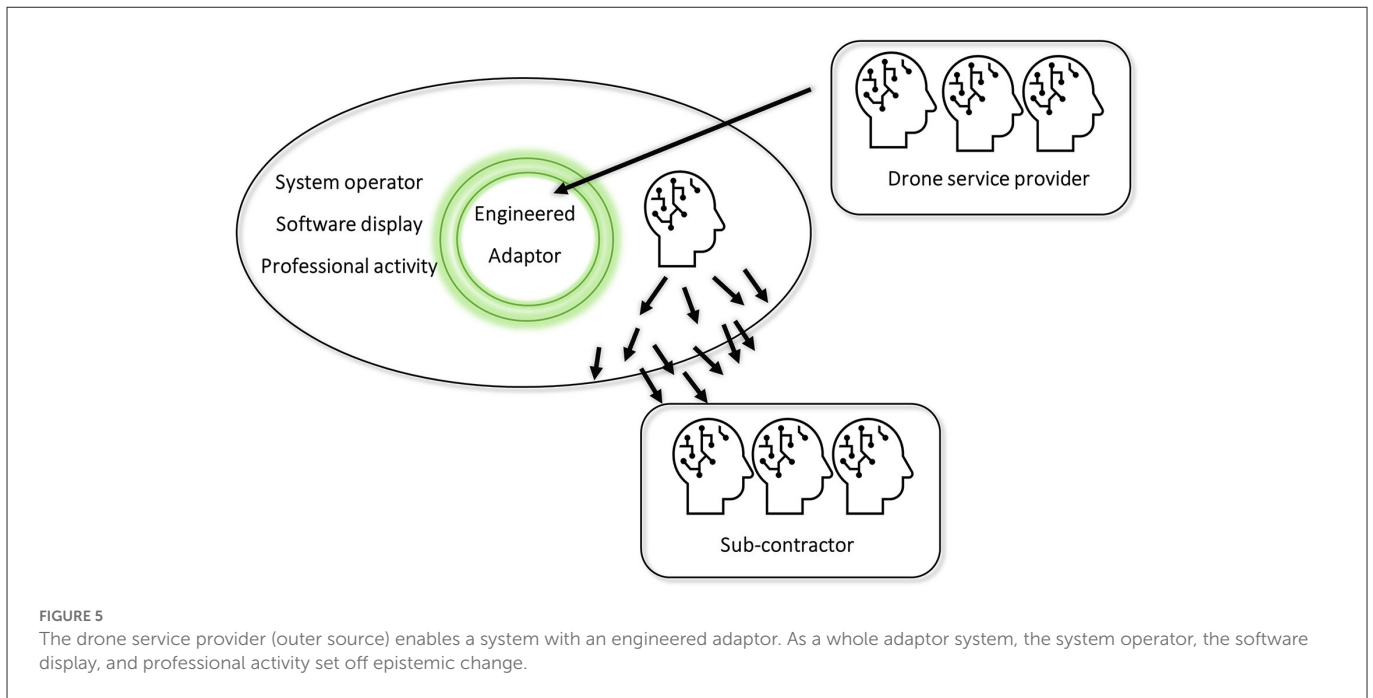 System operator
Software display
Professional activity
Engineered
Adaptor
Drone service provider
Sub-contractor
FIGURE 5
The drone service provider (outer source) enables a system with an engineered adaptor. As a whole adaptor system, the system operator, the software
display, and professional activity set off epistemic change.